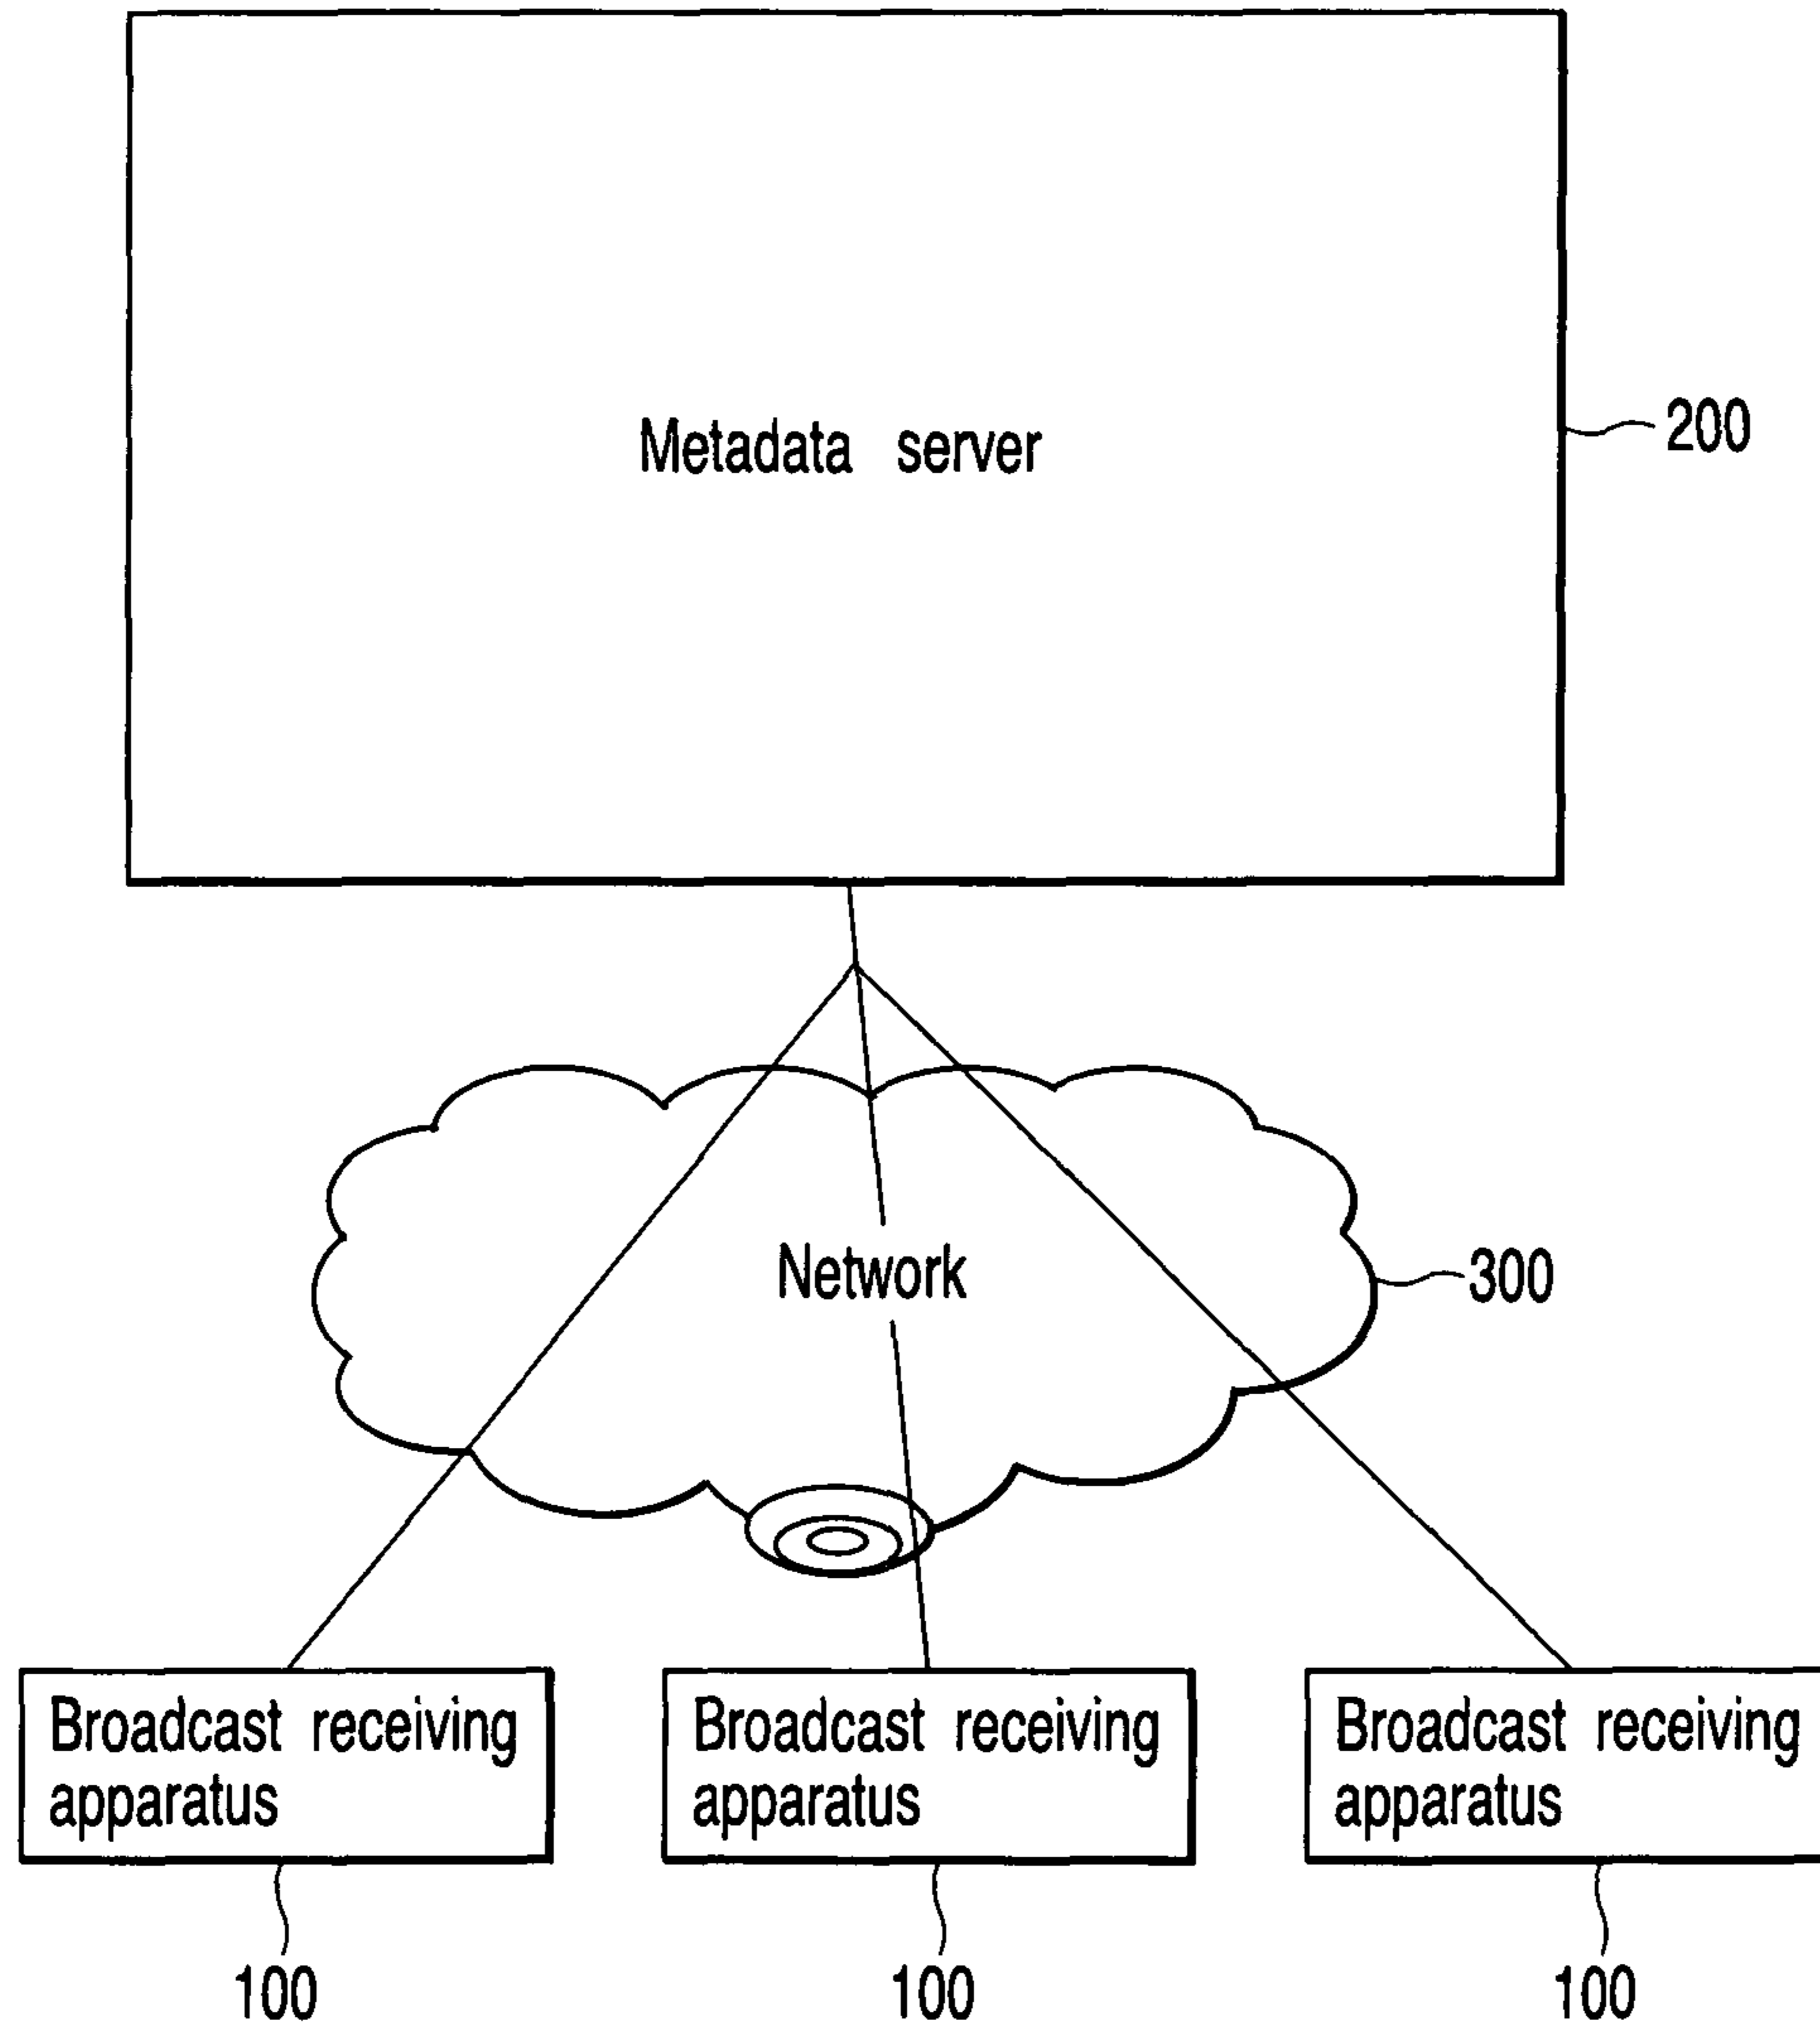 Metadata server
200
Network
300
Broadcast receiving
apparatus
Broadcast receiving
apparatus
Broadcast receiving
apparatus
100
100
100